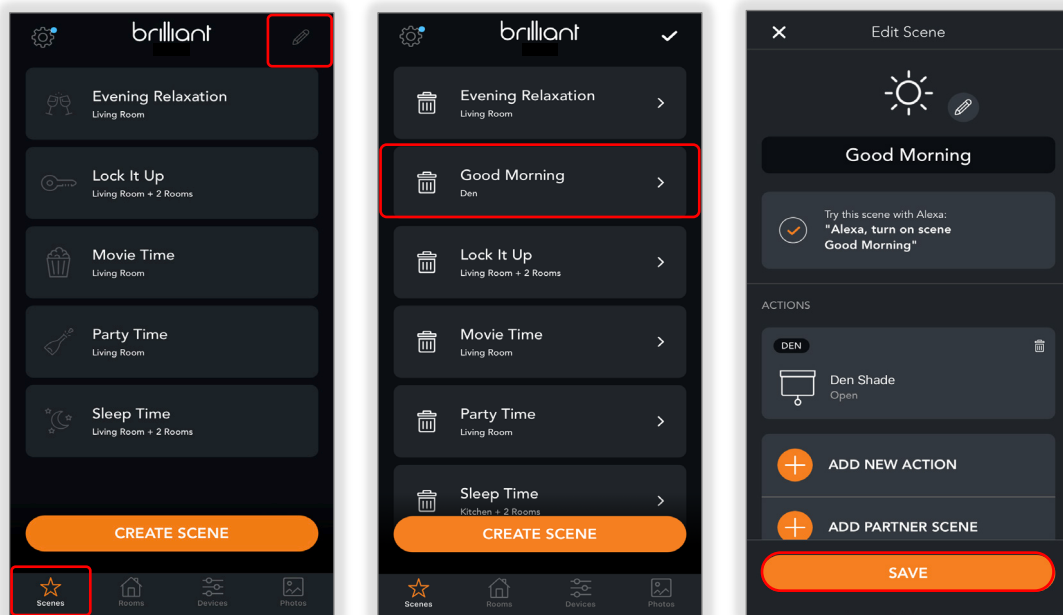 brilliant
Evening Relaxation
Living Room
Lock It Up
Living Room + 2 Rooms
Movie Time
Living Room
Party Time
Living Room
Sleep Time
Living Room + 2 Rooms
CREATE SCENE
Scenes
Rooms
Devices
Photos
brilliant
Evening Relaxation
Living Room
Good Morning
Den
Lock It Up
Living Room + 2 Rooms
Movie Time
Living Room
Party Time
Living Room
Sleep Time
Kitchen + 2 Rooms
CREATE SCENE
Scenes
Rooms
Devices
Photos
Edit Scene
Good Morning
Try this scene with Alexa:
"Alexa, turn on scene
Good Morning"
ACTIONS
DEN
Den Shade
Open
ADD NEW ACTION
ADD PARTNER SCENE
SAVE